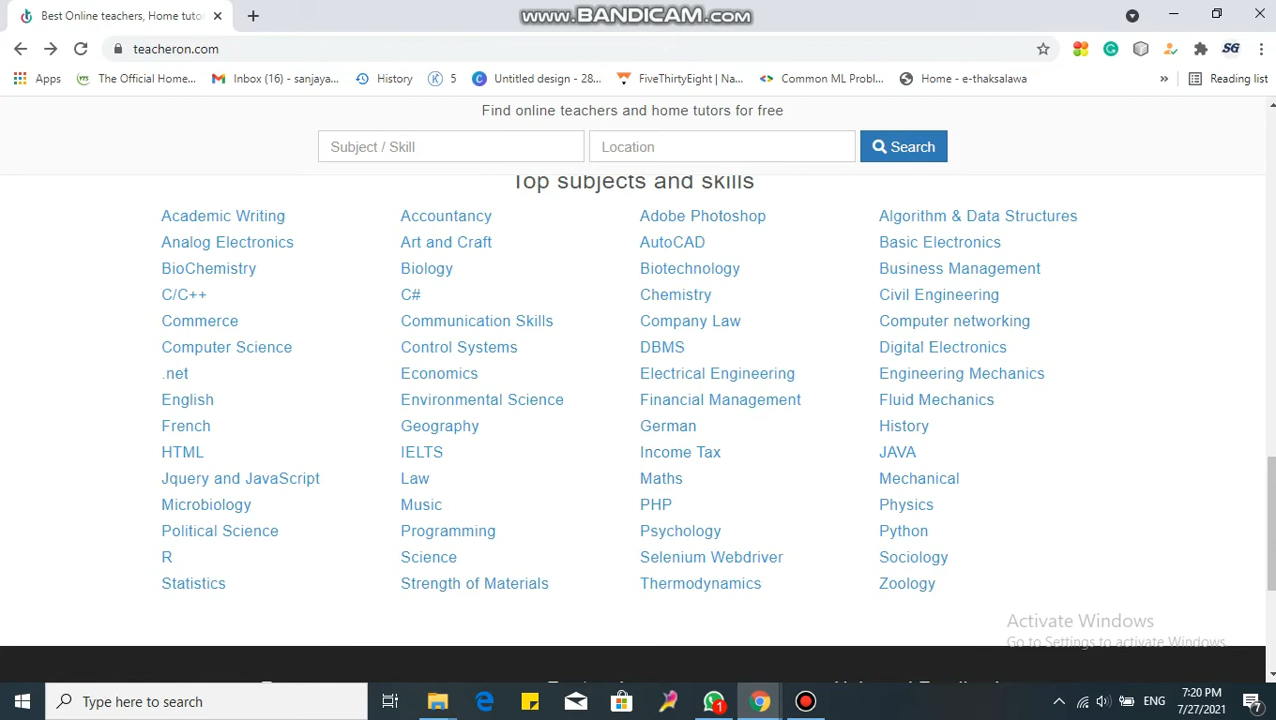 Best Online teachers, Home tuto
www.BANDICAM.com
teacheron.com
Apps The Official Home... Inbox (16) - sanjaya... History 5 Untitled design - 28... FiveThirtyEight | Na... Common ML Probl... Home - e-thaksalawa » Reading list
Find online teachers and home tutors for free
Subject / Skill Location Search
Top subjects and skills
Academic Writing Accountancy Adobe Photoshop Algorithm & Data Structures
Analog Electronics Art and Craft AutoCAD Basic Electronics
BioChemistry Biology Biotechnology Business Management
C/C++ C# Chemistry Civil Engineering
Commerce Communication Skills Company Law Computer networking
Computer Science Control Systems DBMS Digital Electronics
.net Economics Electrical Engineering Engineering Mechanics
English Environmental Science Financial Management Fluid Mechanics
French Geography German History
HTML IELTS Income Tax JAVA
Jquery and JavaScript Law Maths Mechanical
Microbiology Music PHP Physics
Political Science Programming Psychology Python
R Science Selenium Webdriver Sociology
Statistics Strength of Materials Thermodynamics Zoology
Activate Windows
Go to Settings to activate Windows.
Type here to search
1
ENG
7:20 PM
7/27/2021
7